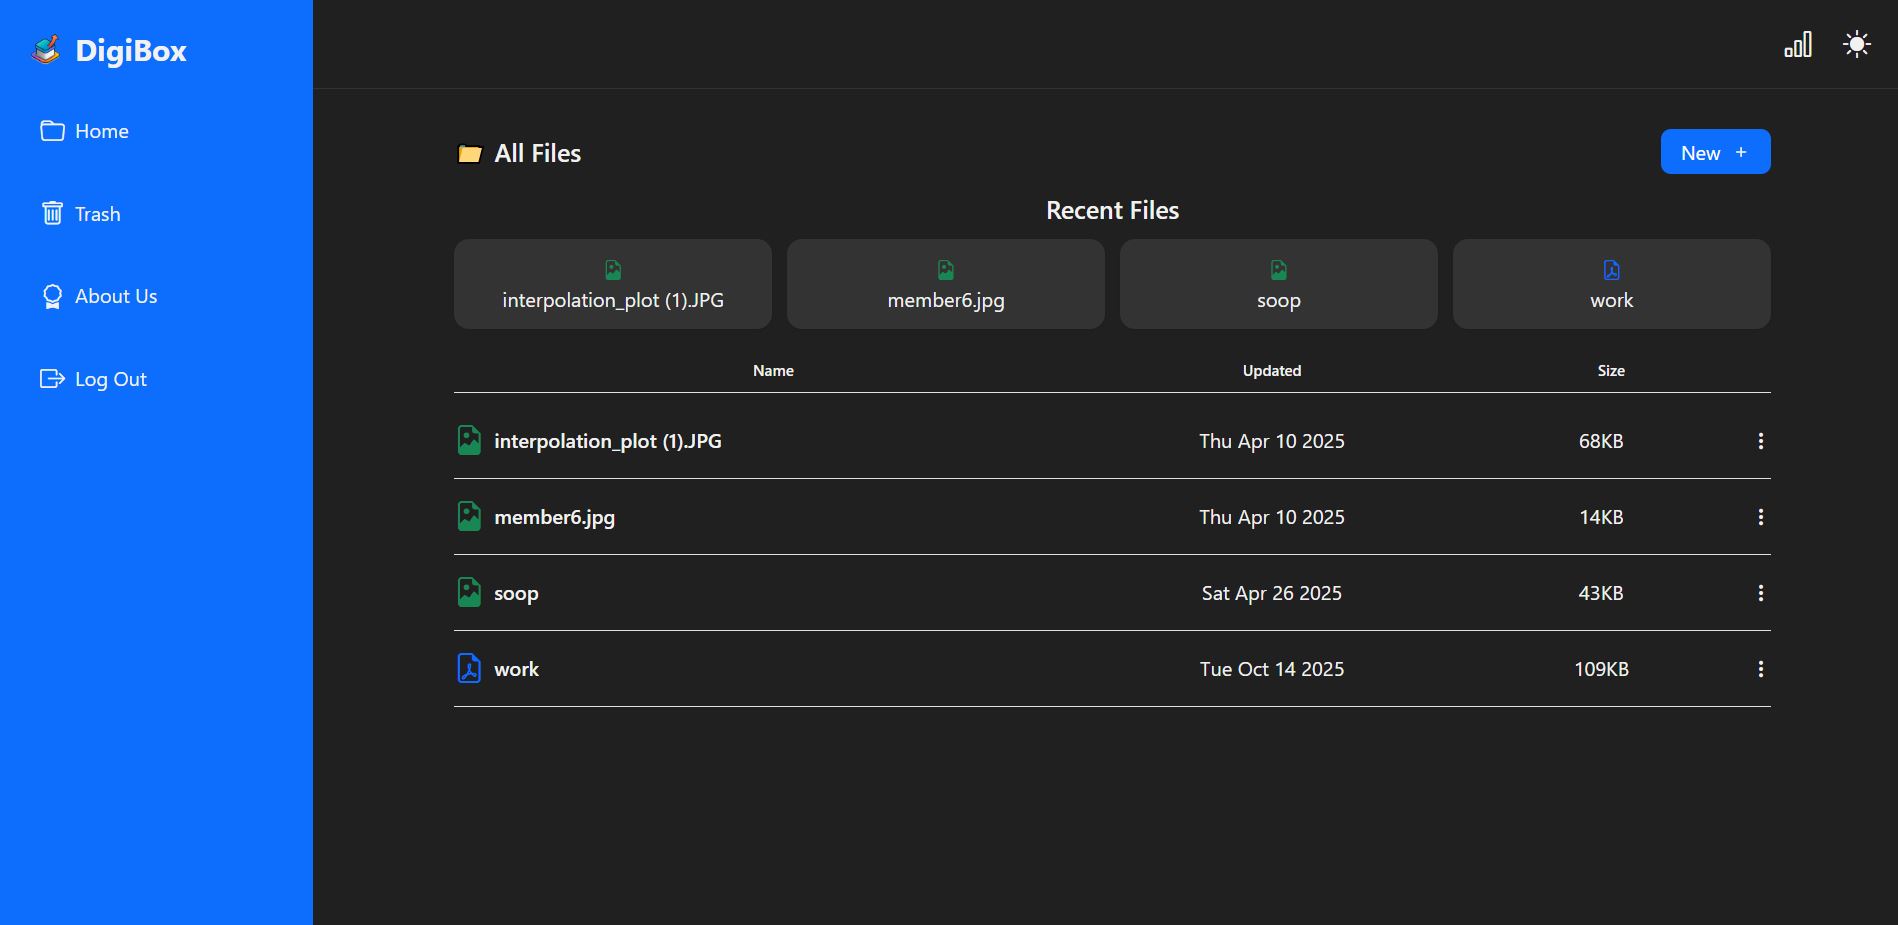 DigiBox
Home
Trash
About Us
Log Out
All Files
New +
Recent Files
interpolation_plot (1).JPG
member6.jpg
soop
work
Name Updated Size
interpolation_plot (1).JPG Thu Apr 10 2025 68KB
member6.jpg Thu Apr 10 2025 14KB
soop Sat Apr 26 2025 43KB
work Tue Oct 14 2025 109KB